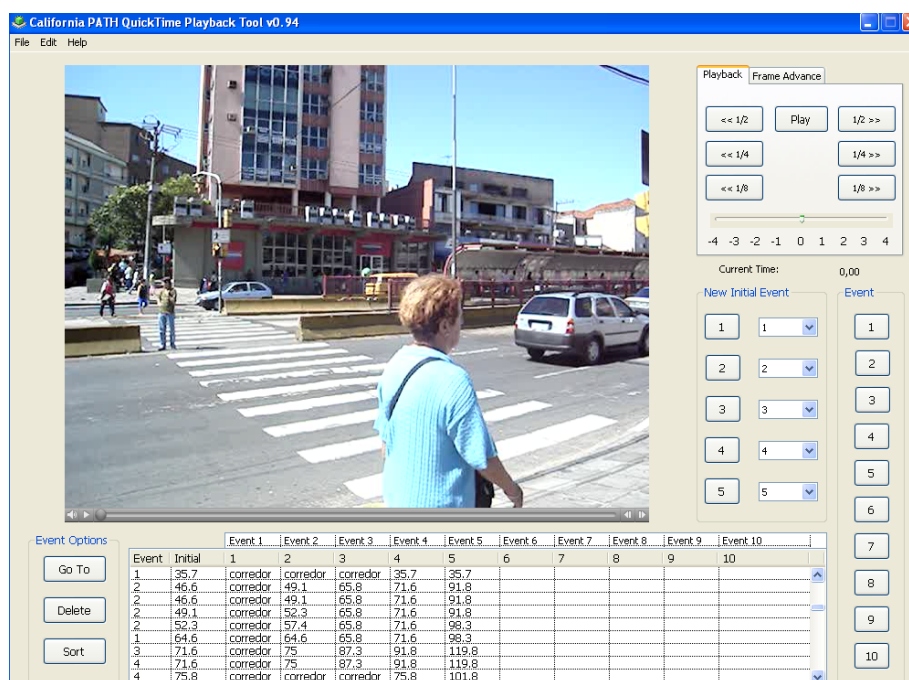 California PATH QuickTime Playback Tool v0.94
File Edit Help
Playback Frame Advance
<< 1/2 Play 1/2 >>
<< 1/4 1/4 >>
<< 1/8 1/8 >>
-4 -3 -2 -1 0 1 2 3 4
Current Time: 0,00
New Initial Event
1 1
2 2
3 3
4 4
5 5
Event
1
2
3
4
5
6
7
8
9
10
Event Options
Go To
Delete
Sort
Event 1 Event 2 Event 3 Event 4 Event 5 Event 6 Event 7 Event 8 Event 9 Event 10
Event Initial 1 2 3 4 5 6 7 8 9 10
1 35.7 corredor corredor corredor 35.7 35.7
2 46.6 corredor 49.1 65.8 71.6 91.8
2 46.6 corredor 49.1 65.8 71.6 91.8
2 49.1 corredor 52.3 65.8 71.6 91.8
2 52.3 corredor 57.4 65.8 71.6 98.3
1 64.6 corredor 64.6 65.8 71.6 98.3
3 71.6 corredor 75 87.3 91.8 119.8
4 71.6 corredor 75 87.3 91.8 119.8
4 75.8 corredor corredor corredor 75.8 101.8